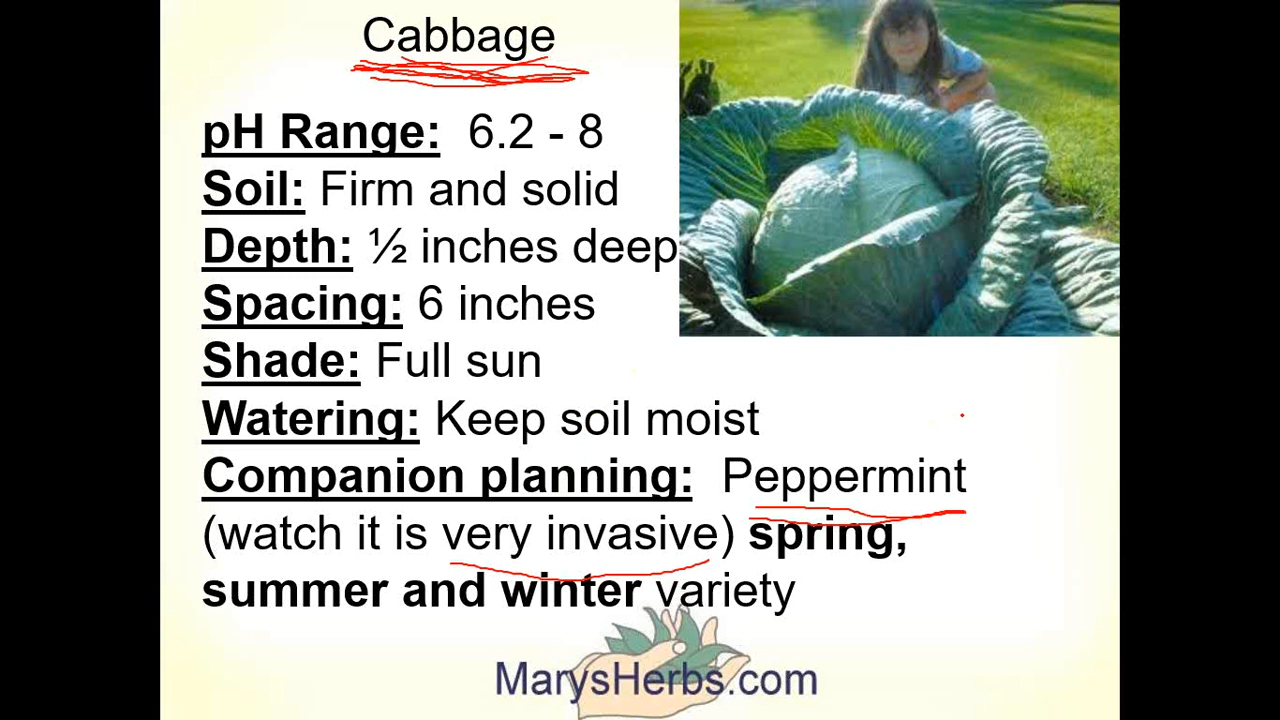 Cabbage
pH Range: 6.2 - 8
Soil: Firm and solid
Depth: ½ inches deep
Spacing: 6 inches
Shade: Full sun
Watering: Keep soil moist
Companion planning: Peppermint
(watch it is very invasive) spring,
summer and winter variety
MarysHerbs.com